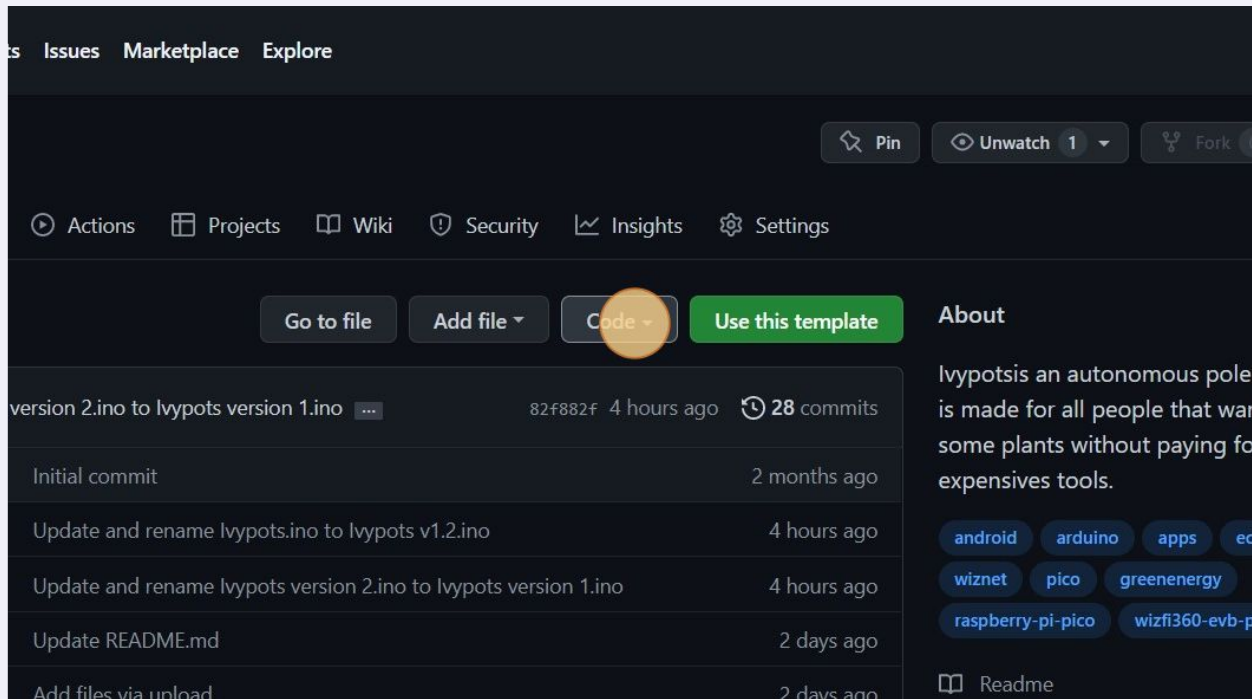 Issues Marketplace Explore
Pin Unwatch 1 Fork
Actions Projects Wiki Security Insights Settings
Go to file Add file Code Use this template
About
Ivypotsis an autonomous pole
is made for all people that
some plants without paying
expensives tools.
version 2.ino to Ivypots version 1.ino ... 82f882f 4 hours ago 28 commits
Initial commit 2 months ago
Update and rename Ivypots.ino to Ivypots v1.2.ino 4 hours ago
Update and rename Ivypots version 2.ino to Ivypots version 1.ino 4 hours ago
Update README.md 2 days ago
Add files via upload 2 days ago
android arduino apps
wiznet pico greenenergy
raspberry-pi-pico wizfi360-evb-p
Readme